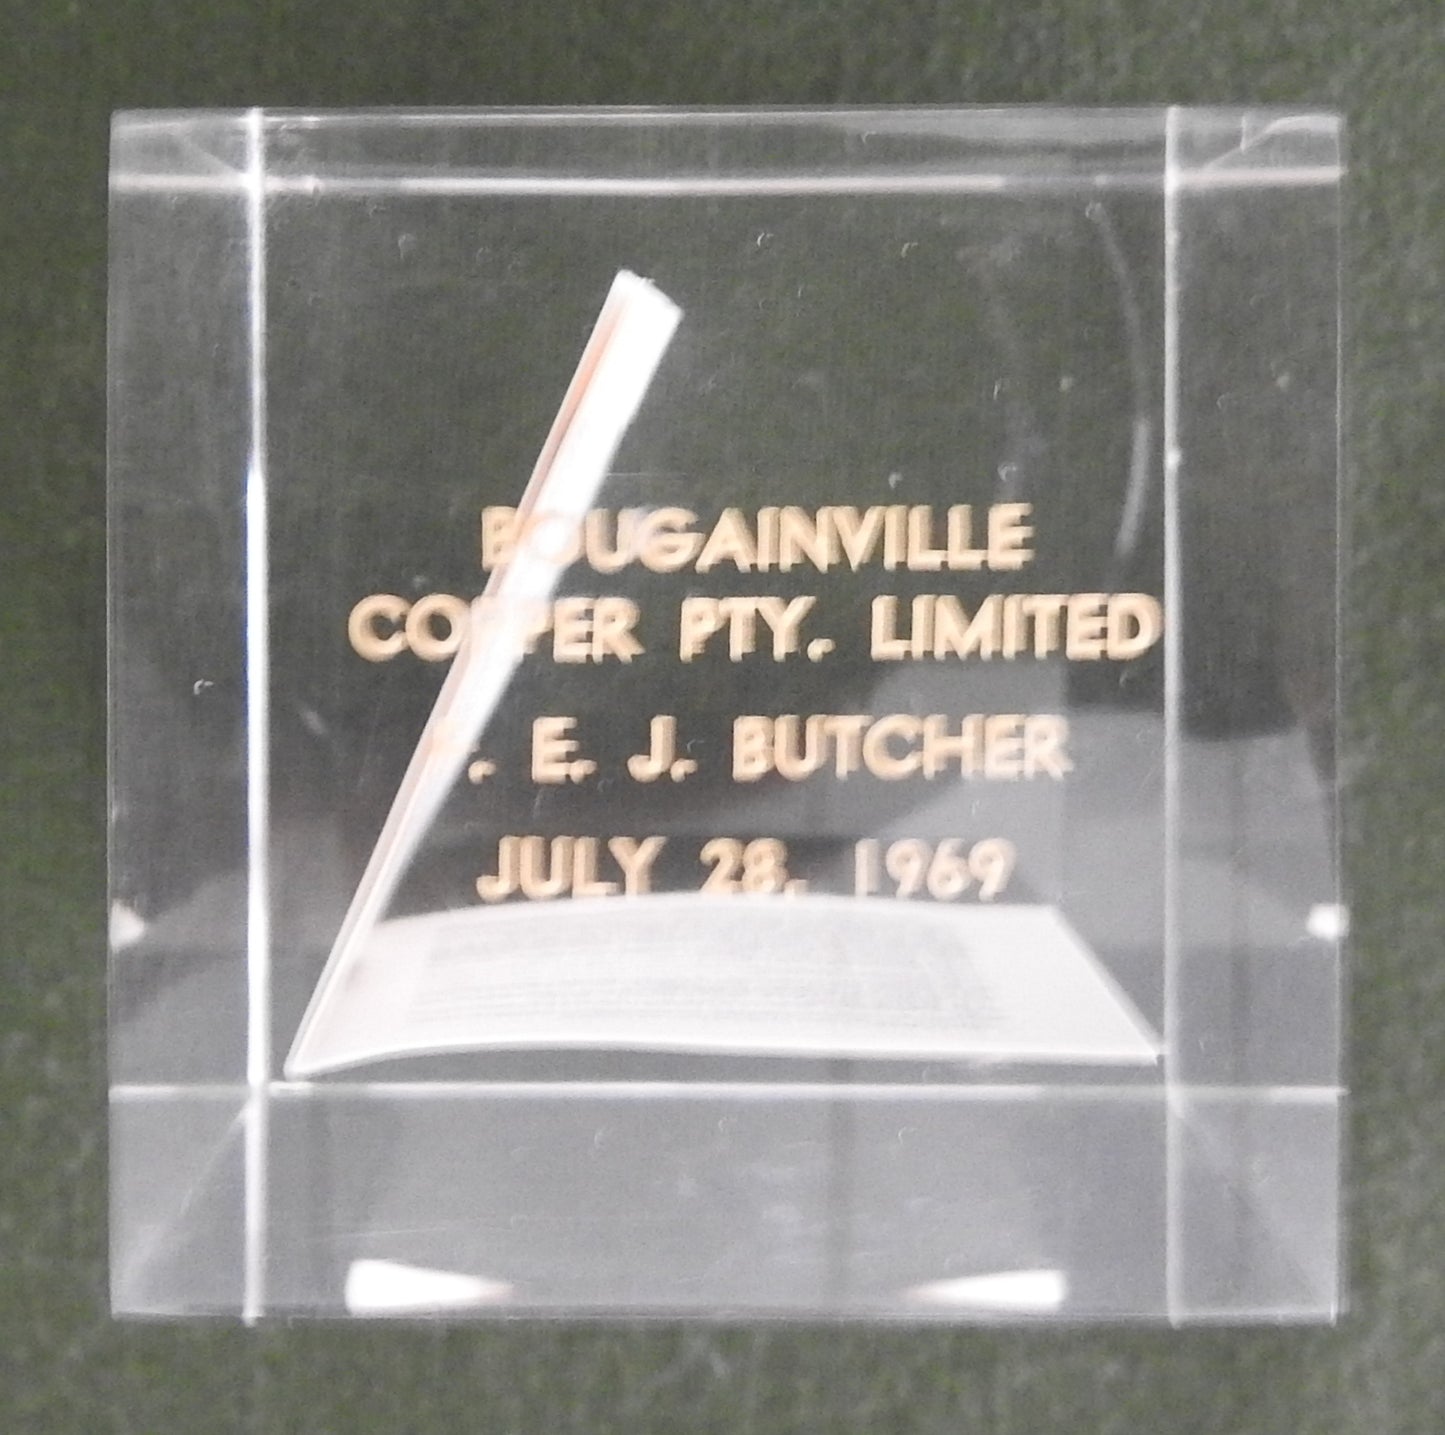 BOUGAINVILLE
COPPER PTY. LIMITED
. E. J. BUTCHER
JULY 28, 1969